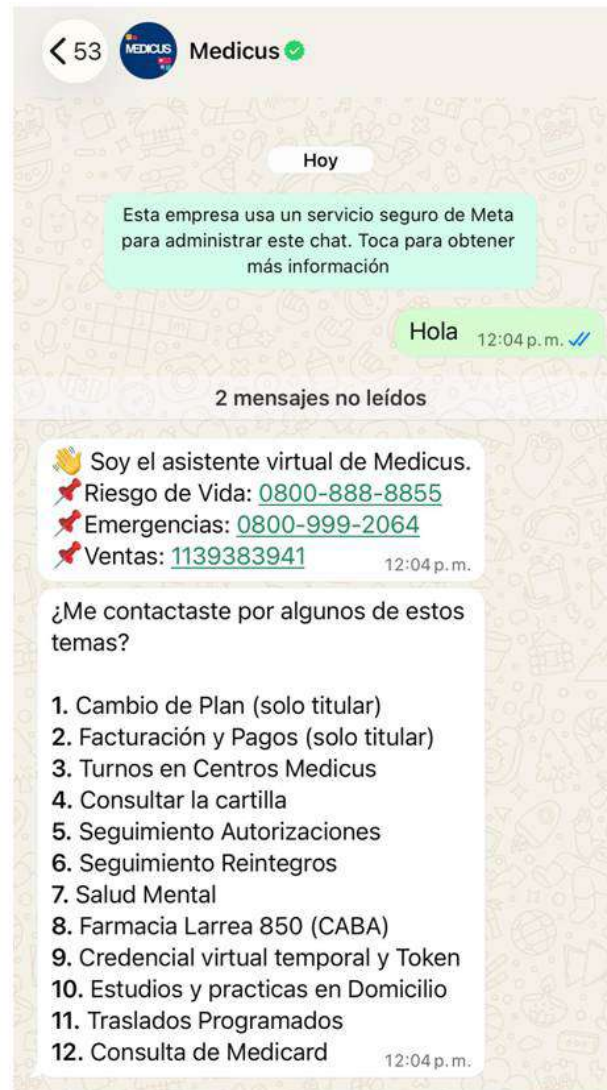 53
MEDICUS
Medicus
Hoy
Esta empresa usa un servicio seguro de Meta
para administrar este chat. Toca para obtener
más información
Hola 12:04 p. m.
2 mensajes no leídos
Soy el asistente virtual de Medicus.
Riesgo de Vida: 0800-888-8855
Emergencias: 0800-999-2064
Ventas: 1139383941
12:04 p. m.
¿Me contactaste por algunos de estos
temas?
1. Cambio de Plan (solo titular)
2. Facturación y Pagos (solo titular)
3. Turnos en Centros Medicus
4. Consultar la cartilla
5. Seguimiento Autorizaciones
6. Seguimiento Reintegros
7. Salud Mental
8. Farmacia Larrea 850 (CABA)
9. Credencial virtual temporal y Token
10. Estudios y practicas en Domicilio
11. Traslados Programados
12. Consulta de Medicard
12:04 p. m.